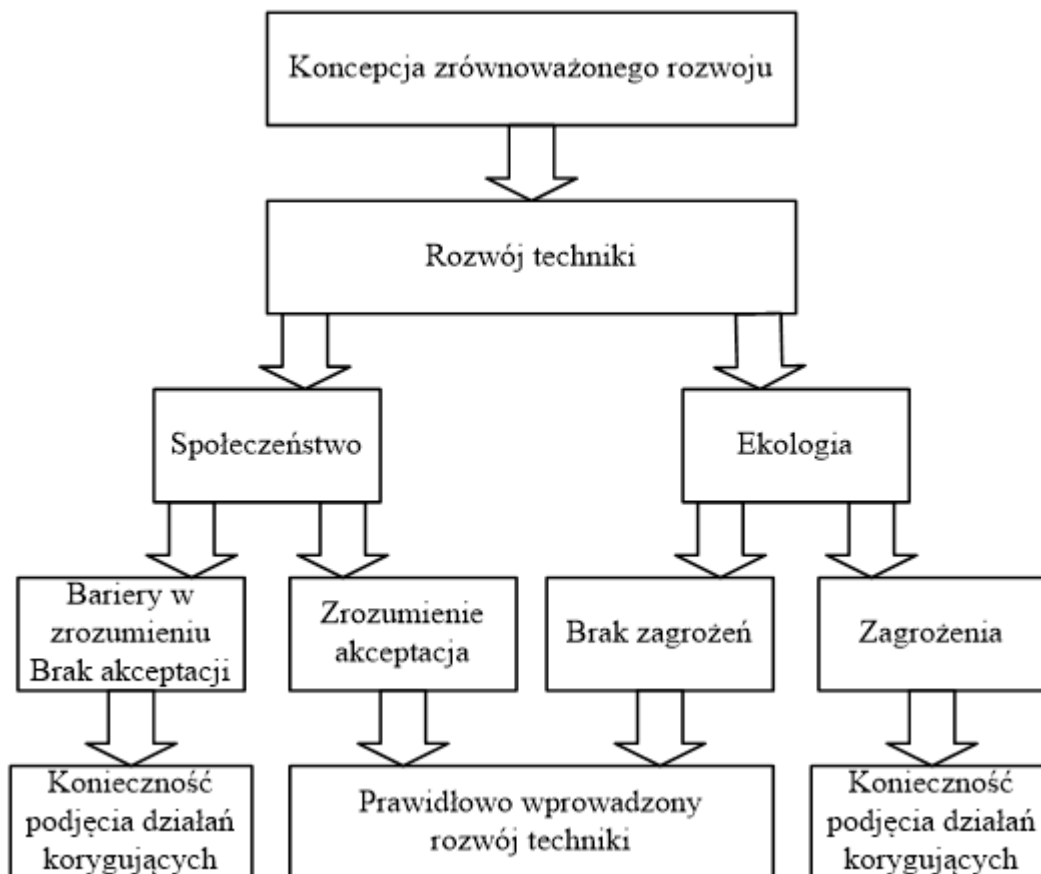 Koncepcja zrównoważonego rozwoju
Rozwój techniki
Społeczeństwo
Ekologia
Bariery w
zrozumieniu
Brak akceptacji
Zrozumienie
akceptacja
Brak zagrożeń
Zagrożenia
Konieczność
podjęcia działań
korygujących
Prawidłowo wprowadzony
rozwój techniki
Konieczność
podjęcia działań
korygujących